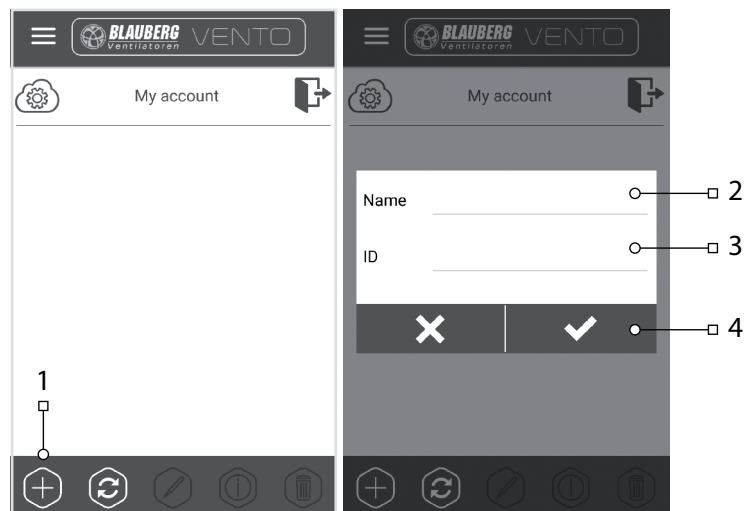 BLAUBERG
Ventilatoren
VENTO
My account
1
BLAUBERG
Ventilatoren
VENTO
My account
Name
2
ID
3
4